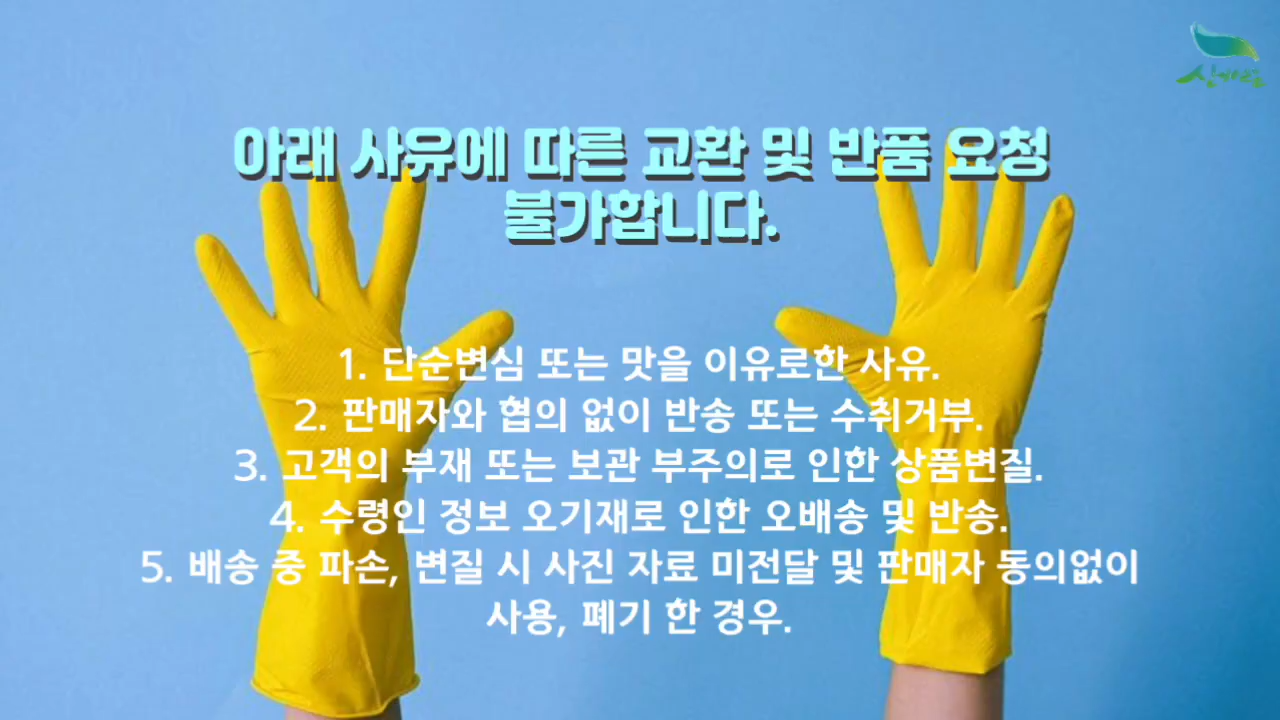 아래 사유에 따른 교환 및 반품 요청
불가합니다.
1. 단순변심 또는 맛을 이유로한 사유.
2. 판매자와 협의 없이 반송 또는 수취거부.
3. 고객의 부재 또는 보관 부주의로 인한 상품변질.
4. 수령인 정보 오기재로 인한 오배송 및 반송.
5. 배송 중 파손, 변질 시 사진 자료 미전달 및 판매자 동의없이
사용, 폐기 한 경우.